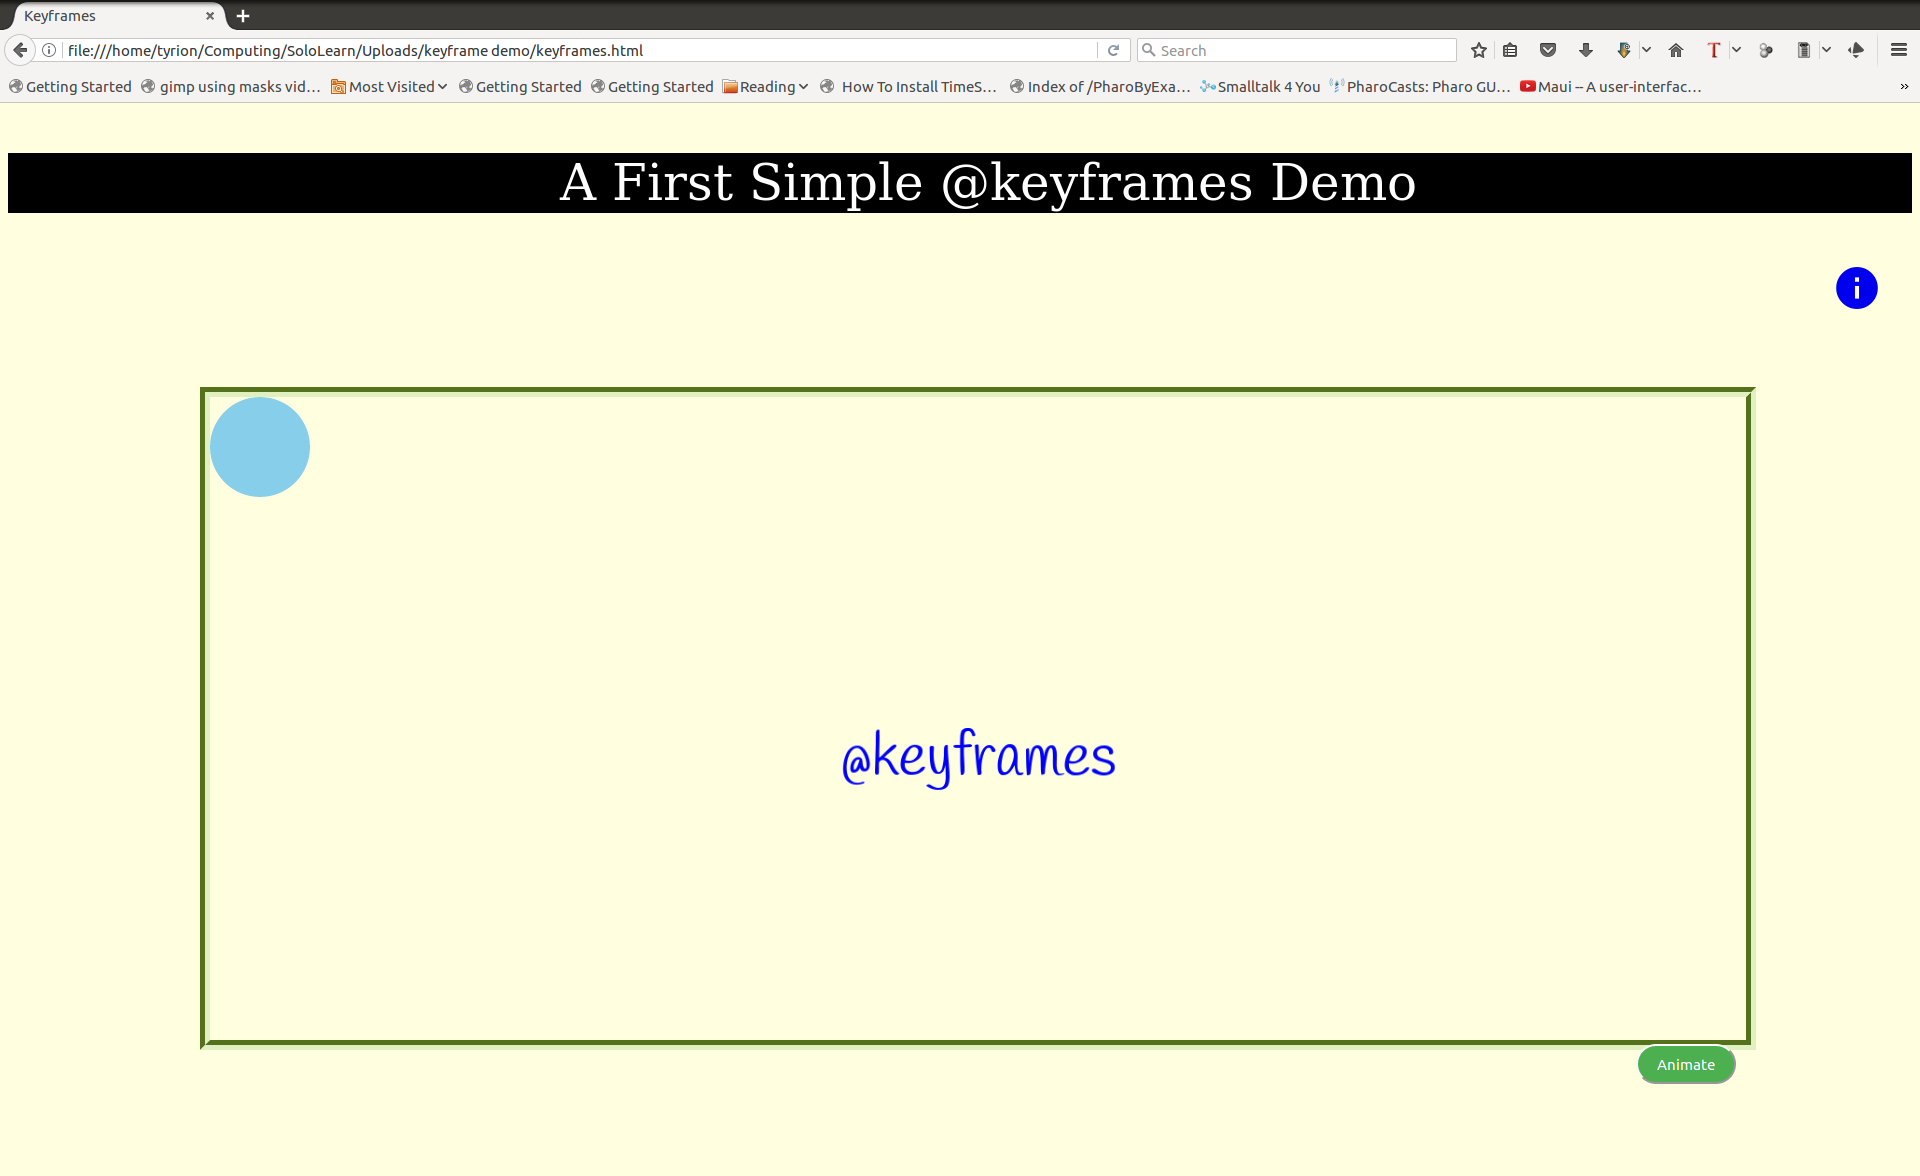 Keyframes
file:///home/tyrion/Computing/SoloLearn/Uploads/keyframe demo/keyframes.html
Search
Getting Started gimp using masks vid... Most Visited Getting Started Getting Started Reading How To Install TimeS... Index of /PharoByExa... Smalltalk 4 You PharoCasts: Pharo GU... Maui -- A user-interfac...
A First Simple @keyframes Demo
@keyframes
Animate